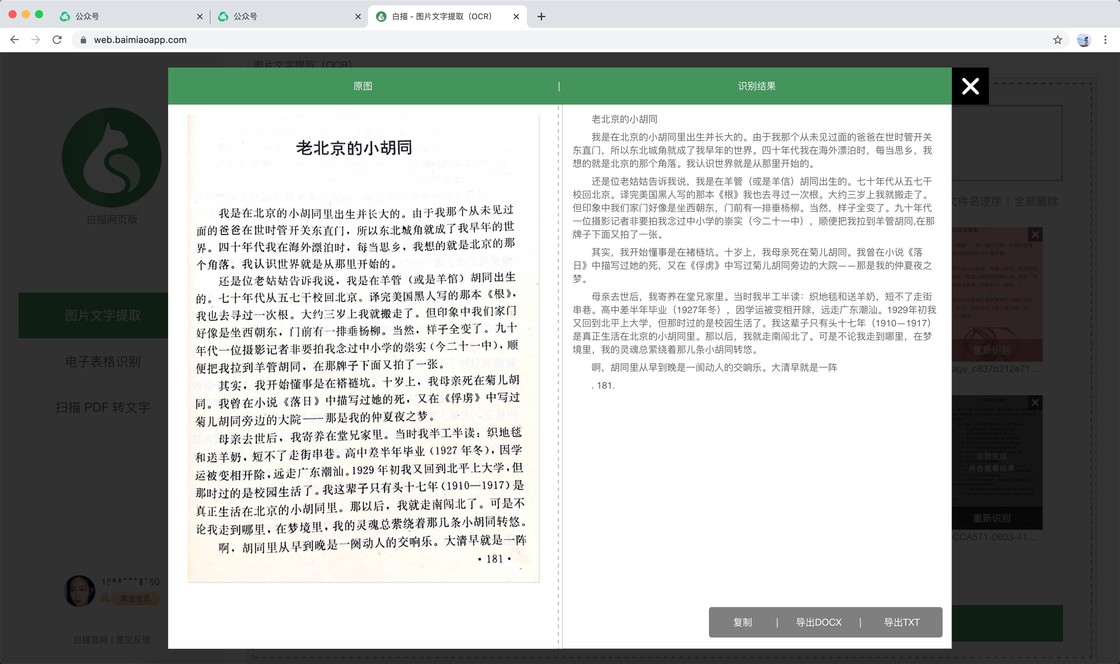 公众号
公众号
白描 - 图片文字提取（OCR）
web.baimiaoapp.com
- 图片文字提取（OCR）
原图
|
识别结果
老北京的小胡同
我是在北京的小胡同里出生并长大的。由于我那个从未见过
面的爸爸在世时管开关东直门，所以东北城角就成了我早年的世
界。四十年代我在海外漂泊时，每当思乡，我想的就是北京的那
个角落。我认识世界就是从那里开始的。
还是位老姑姑告诉我说，我是在羊管（或是羊倌）胡同出生
的。七十年代从五七干校回北京。译完美国黑人写的那本《根》，
我也去寻过一次根。大约三岁上我就搬走了。但印象中我们家门
好像是坐西朝东，门前有一排垂杨柳。当然，样子全变了。九十
年代一位摄影记者非要拍我念过中小学的崇实（今二十一中），顺
便把我拉到羊管胡同，在那牌子下面又拍了一张。
其实，我开始懂事是在褡裢坑。十岁上，我母亲死在菊儿胡
同。我曾在小说《落日》中描写过她的死，又在《俘虏》中写过
菊儿胡同旁边的大院——那是我的仲夏夜之梦。
母亲去世后，我寄养在堂兄家里。当时我半工半读：织地毯
和送羊奶，短不了走街串巷。高中差半年毕业（1927 年冬），因学
运被变相开除，远走广东潮汕。1929 年初我又回到北平上大学，但
那时过的是校园生活了。我这辈子只有头十七年（1910—1917）是
真正生活在北京的小胡同里。那以后，我就走南闯北了。可是不
论我走到哪里，在梦境里，我的灵魂总萦绕着那几条小胡同转悠。
啊，胡同里从早到晚是一阕动人的交响乐。大清早就是一阵
· 181 ·
老北京的小胡同
我是在北京的小胡同里出生并长大的。由于我那个从未见过面的爸爸在世时管开关
东直门，所以东北城角就成了我早年的世界。四十年代我在海外漂泊时，每当思乡，我
想的就是北京的那个角落。我认识世界就是从那里开始的。
还是位老姑姑告诉我说，我是在羊管（或是羊信）胡同出生的。七十年代从五七干
校回北京。译完美国黑人写的那本《根》我也去寻过一次根。大约三岁上我就搬走了。
但印象中我们家门好像是坐西朝东，门前有一排垂杨柳。当然，样子全变了。九十年代
一位摄影记者非要拍我念过中小学的崇实（今二十一中），顺便把我拉到羊管胡同,在那
牌子下面又拍了一张。
其实，我开始懂事是在褚梿坑。十岁上，我母亲死在菊儿胡同。我曾在小说《落
日》中描写过她的死，又在《俘虏》中写过菊儿胡同旁边的大院——那是我的仲夏夜之
梦。
母亲去世后，我寄养在堂兄家里。当时我半工半读：织地毯和送羊奶，短不了走街
串巷。高中差半年毕业（1927年冬），因学运被变相开除，远走广东潮汕。1929年初我
又回到北平上大学，但那时过的是校园生活了。我这辈子只有头十七年（1910－1917）
是真正生活在北京的小胡同里。那以后，我就走南闯北了。可是不论我走到哪里，在梦
境里，我的灵魂总萦绕着那儿条小胡同转悠。
啊，胡同里从早到晚是一阕动人的交响乐。大清早就是一阵
. 181.
复制
|
导出DOCX
|
导出TXT
白描网页版
图片文字提取
电子表格识别
扫描 PDF 转文字
黄金会员
白描官网 | 意见反馈
文件名逆序 | 全部删除
重新识别
age_c837b212e71...
识别完成
点击查看结果
重新识别
CCA571-0603-41...